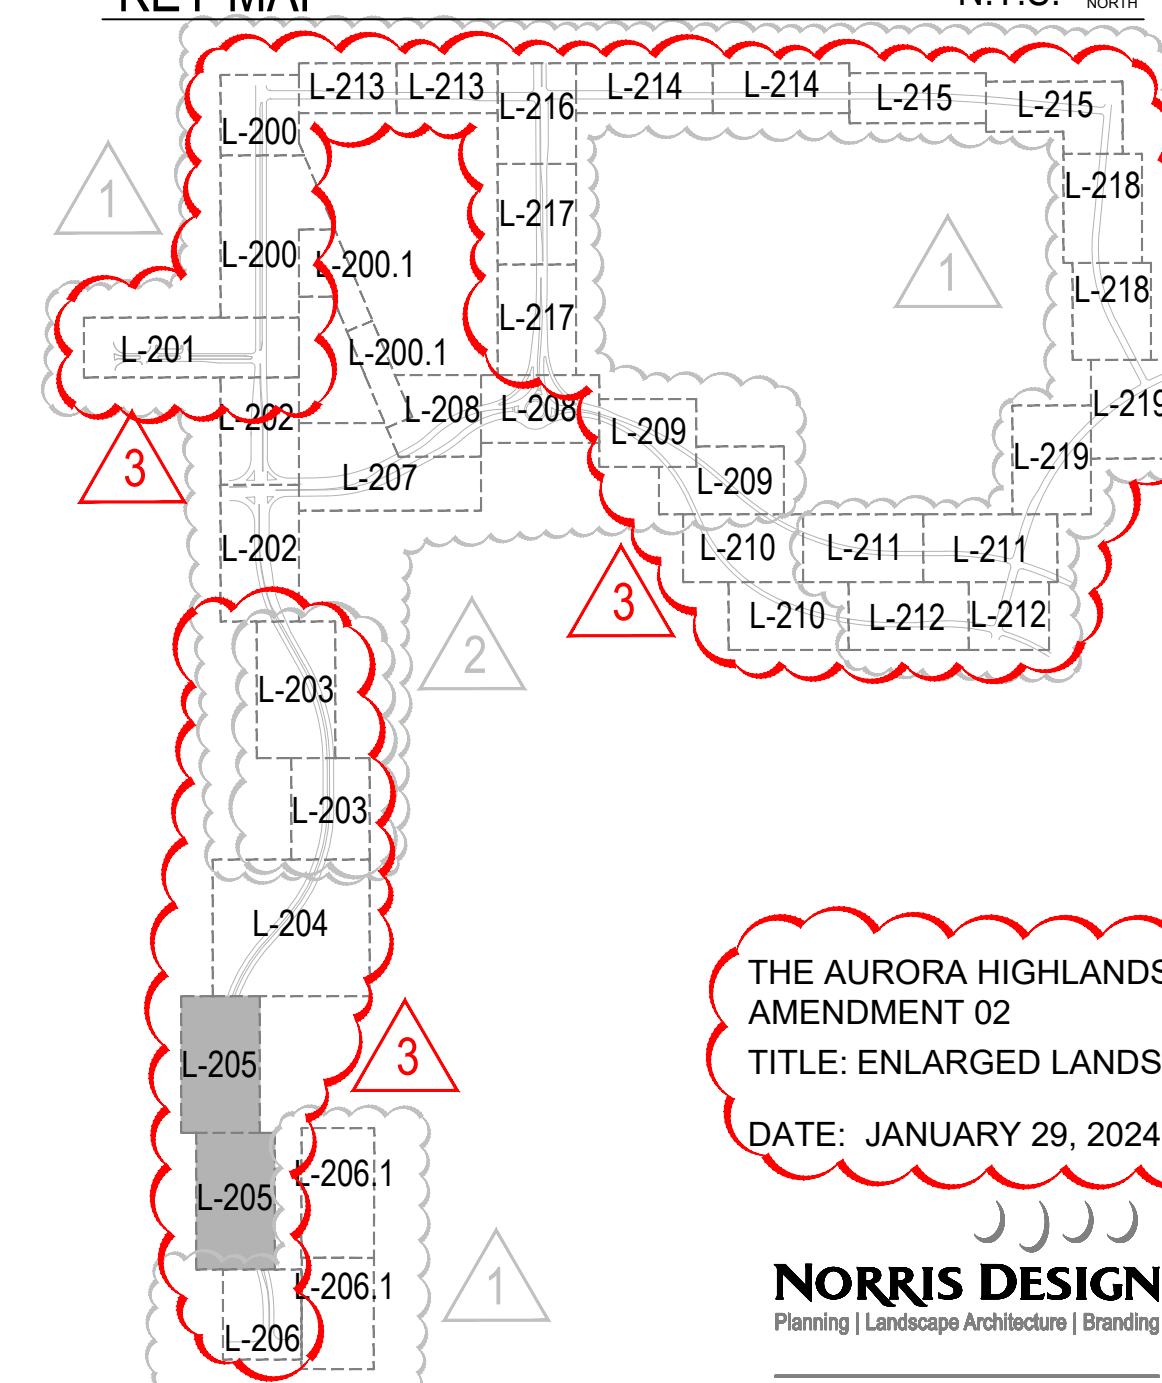 KEY MAP
N.T.S.
NORTH
L-213
L-213
L-216
L-214
L-214
L-215
L-215
L-200
1
L-218
L-217
L-200
L-200.1
1
L-218
L-217
L-201
L-200.1
L-202
L-208
L-208
L-209
L-219
L-219
3
L-207
L-209
L-202
L-210
L-211
L-211
3
L-210
L-212
L-212
2
L-203
L-203
L-204
THE AURORA HIGHLANDS
AMENDMENT 02
L-205
3
TITLE: ENLARGED LANDS
DATE: JANUARY 29, 2024
L-206.1
L-205
1
L-206.1
L-206
NORRIS DESIGN
Planning | Landscape Architecture | Branding